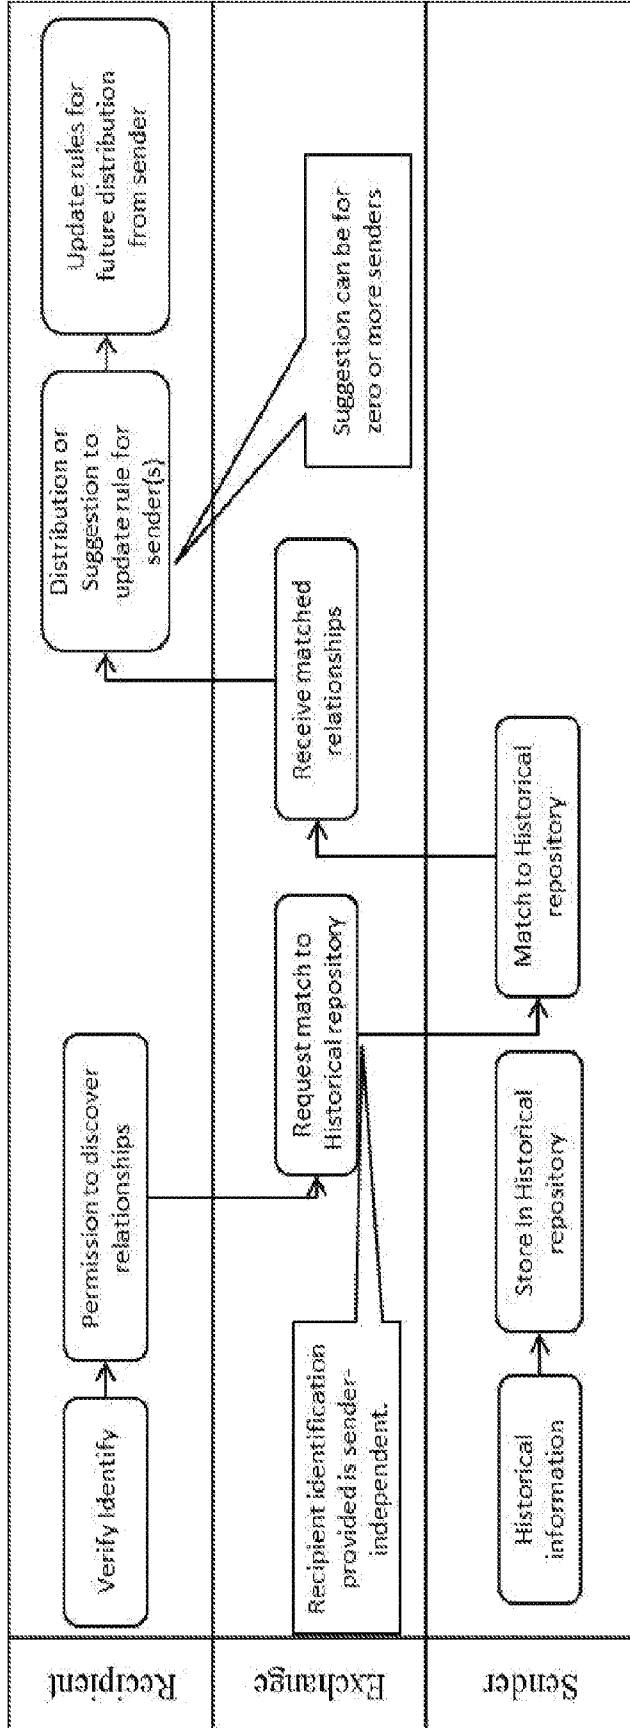 Recipient
Verify Identify
Permission to discover
relationships
Distribution or
Suggestion to
update rule for
sender(s)
Update rules for
future distribution
from sender
Exchange
Recipient identification
provided is sender-
independent.
Request match to
Historical repository
Receive matched
relationships
Suggestion can be for
zero or more senders
Sender
Historical
information
Store in Historical
repository
Match to Historical
repository